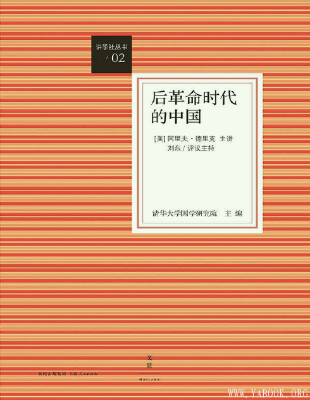 讲学社丛书
/ 02
后革命时代
的中国
[美] 阿里夫·德里克 主讲
刘东 / 评议主持
清华大学国学研究院 主 编
文景
WWW.YABOOK.ORG